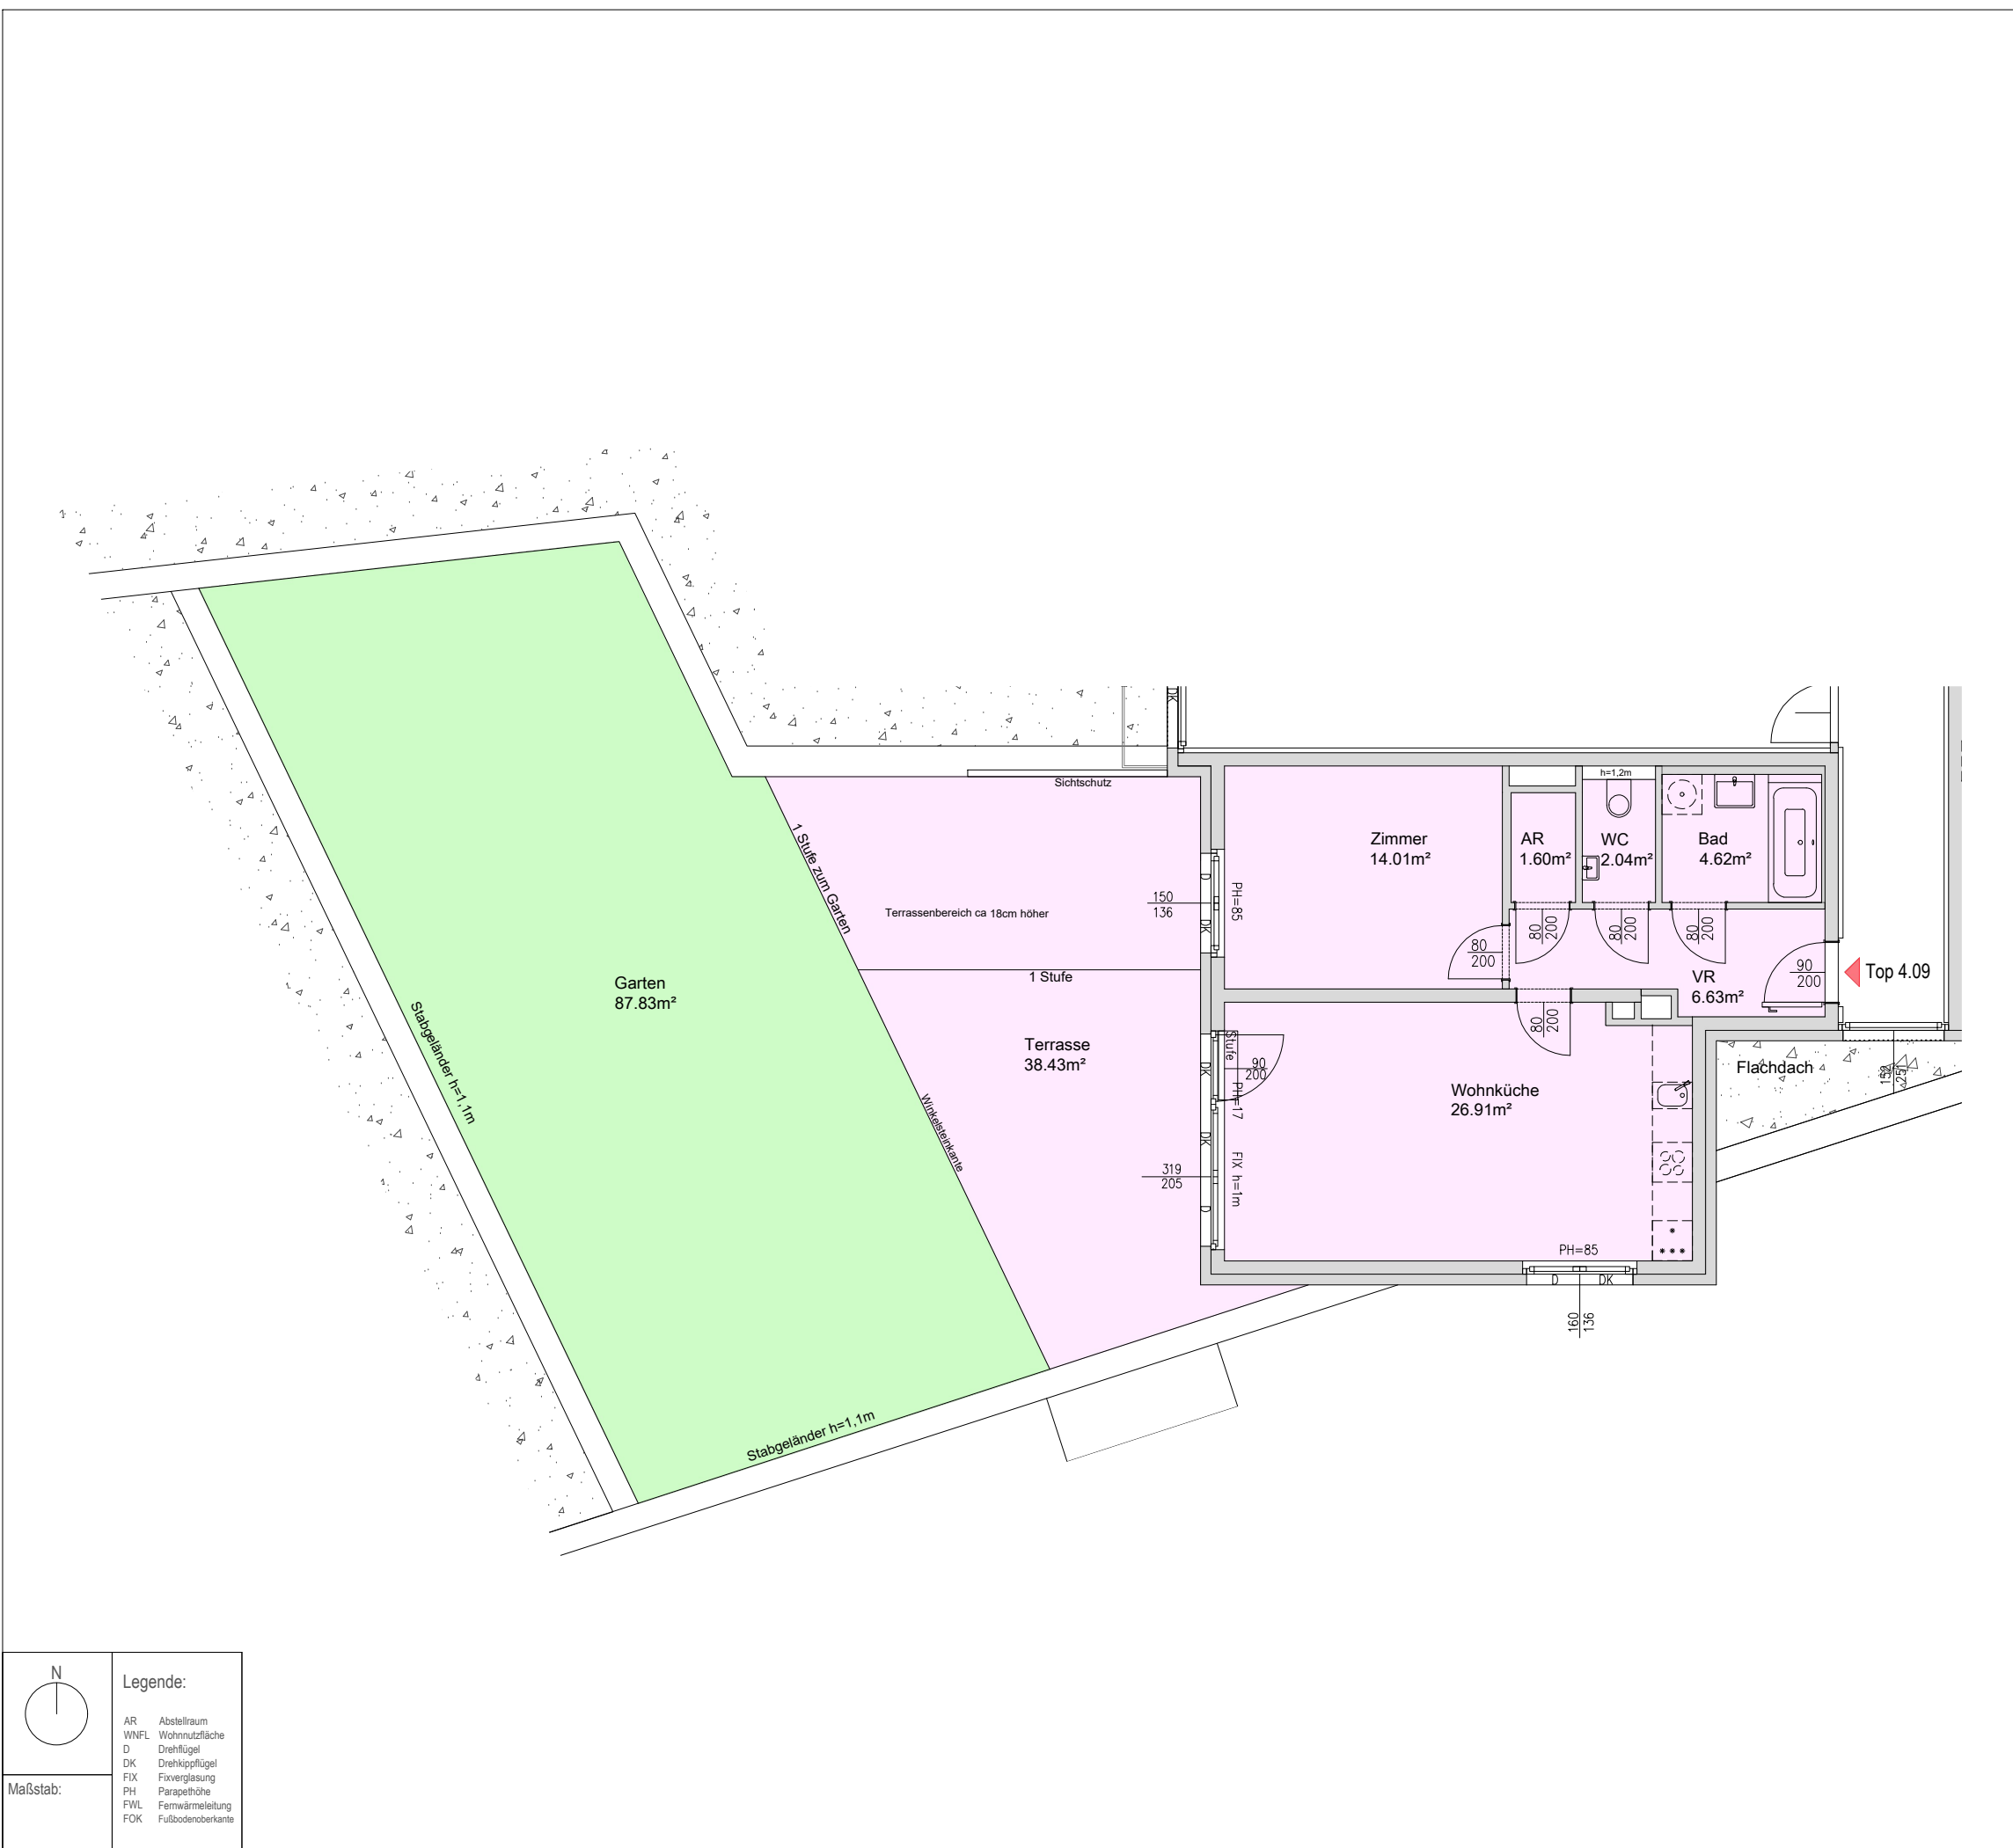 Sichtschutz
h=1,2m
1 Stufe zum Garten
Terrassenbereich ca 18cm höher
150
136
DK
D
DK
PH=85
Zimmer
14.01m²
AR
1.60m²
WC
2.04m²
Bad
4.62m²
80
200
80
200
80
200
80
200
VR
6.63m²
90
200
Top 4.09
Garten
87.83m²
1 Stufe
Stabgeländer h=1,1m
Terrasse
38.43m²
Winkelsteinkante
Stufe
90
200
PH=17
DK
DK
D
319
205
FIX h=1m
80
200
Wohnküche
26.91m²
Flachdach
251
PH=85
D
DK
160
136
Stabgeländer h=1,1m
N
Maßstab:
Legende:
AR Abstellraum
WNFL Wohnnutzfläche
D Drehflügel
DK Drehkippflügel
FIX Fixverglasung
PH Parapethöhe
FWL Fernwärmeleitung
FOK Fußbodenoberkante